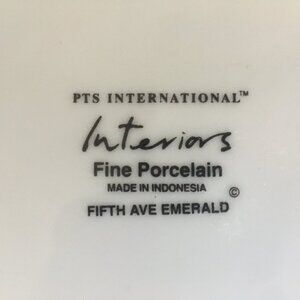 PTS INTERNATIONAL™
Interiors
Fine Porcelain
MADE IN INDONESIA
©
FIFTH AVE EMERALD